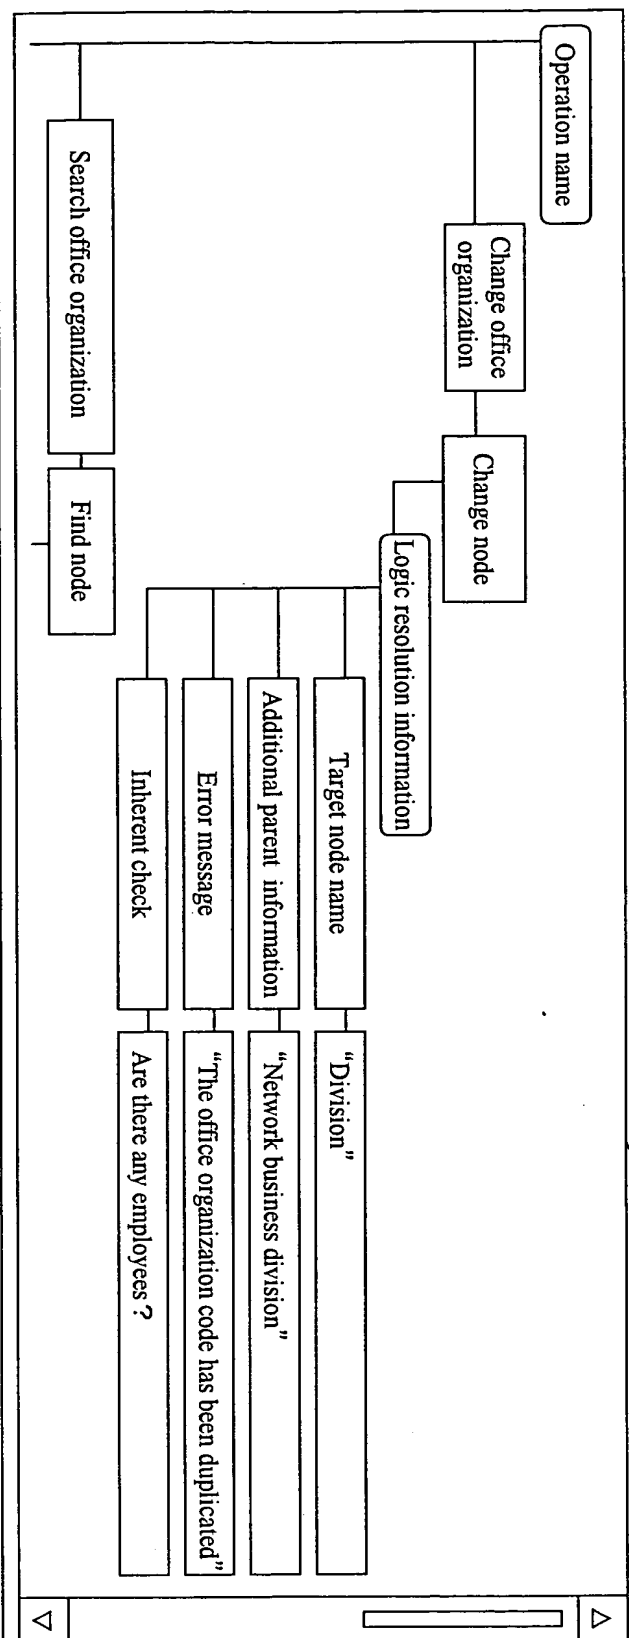 Operation name
Change office
organization
Change node
Logic resolution information
Target node name
“Division”
Additional parent information
“Network business division”
Error message
“The office organization code has been duplicated”
Inherent check
Are there any employees ?
Search office organization
Find node